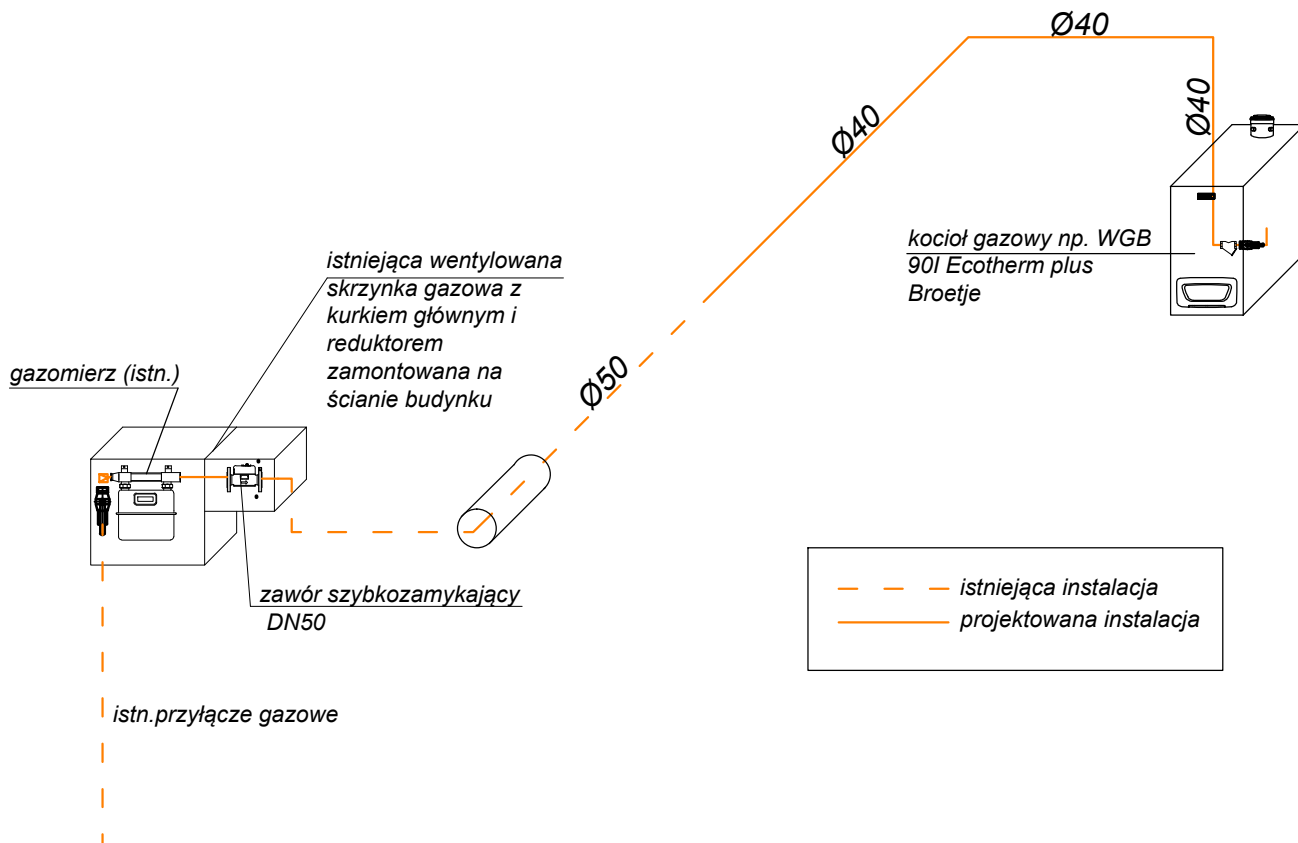 Ø40
Ø40
Ø40
kocioł gazowy np. WGB
90I Ecotherm plus
Broetje
istniejąca wentylowana
skrzynka gazowa z
kurkiem głównym i
reduktorem
zamontowana na
ścianie budynku
gazomierz (istn.)
Ø50
zawór szybkozamykający
DN50
istniejąca instalacja
projektowana instalacja
istn.przyłącze gazowe